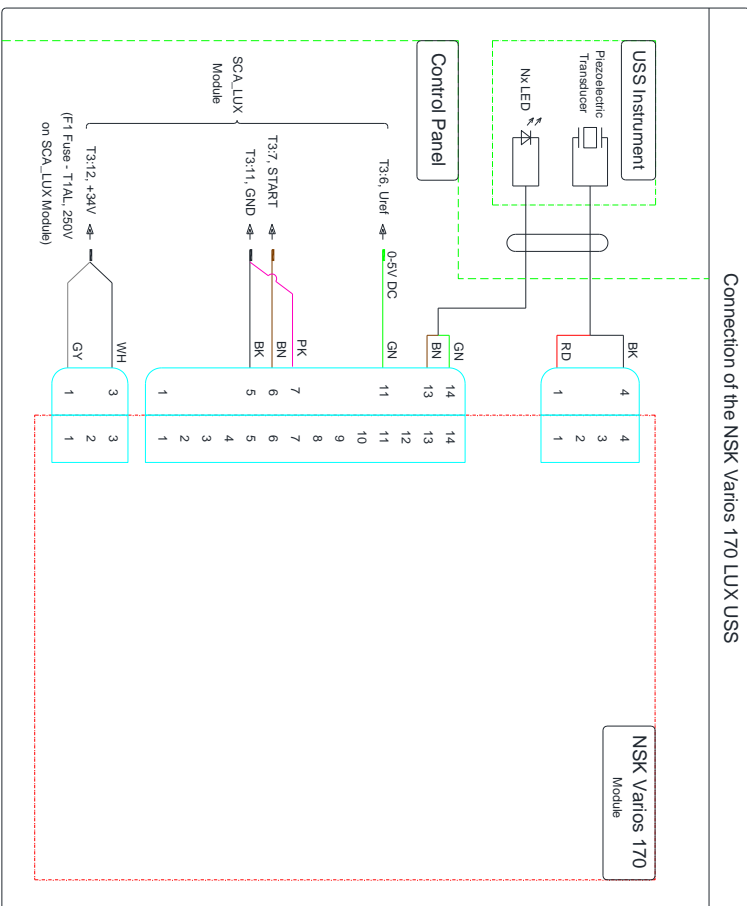 Connection of the NSK Varios 170 LUX USS
USS Instrument
Piezoelectric
Transducer
Nx LED
Control Panel
SCA_LUX
Module
T3:6, Uref
0-5V DC
T3:7, START
T3:11, GND
T3:12, +34V
(F1 Fuse - T1AL, 250V
on SCA_LUX Module)
BK
RD
GN
BN
GN
PK
BN
BK
WH
GY
4
1
4
3
2
1
14
13
11
7
6
5
1
14
13
12
11
10
9
8
7
6
5
4
3
2
1
3
1
3
2
1
NSK Varios 170
Module